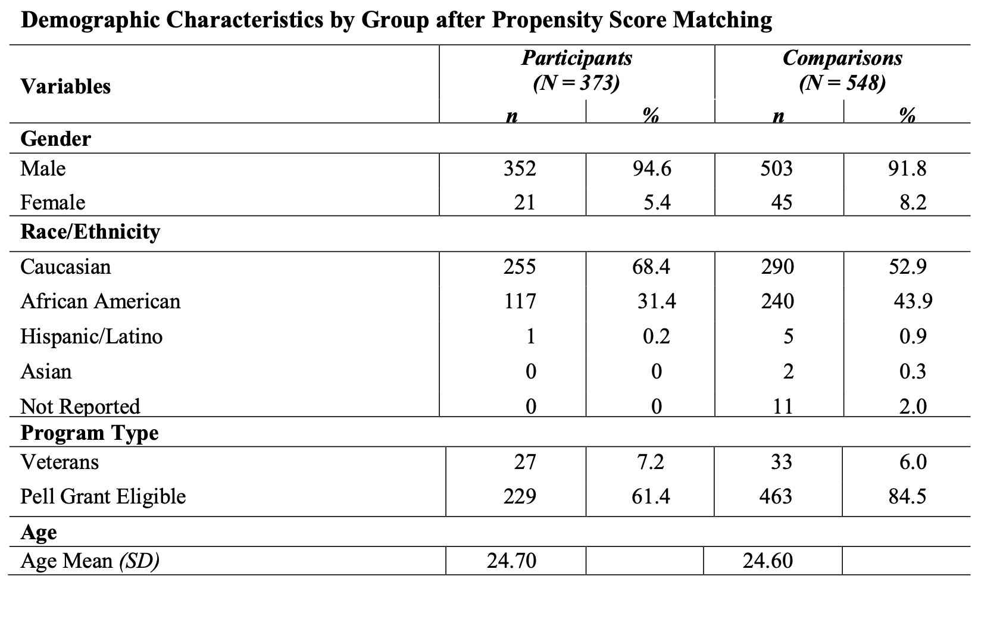 Demographic Characteristics by Group after Propensity Score Matching
Variables
Participants
(N = 373)
Comparisons
(N = 548)
n % n %
Gender
Male 352 94.6 503 91.8
Female 21 5.4 45 8.2
Race/Ethnicity
Caucasian 255 68.4 290 52.9
African American 117 31.4 240 43.9
Hispanic/Latino 1 0.2 5 0.9
Asian 0 0 2 0.3
Not Reported 0 0 11 2.0
Program Type
Veterans 27 7.2 33 6.0
Pell Grant Eligible 229 61.4 463 84.5
Age
Age Mean (SD) 24.70 24.60